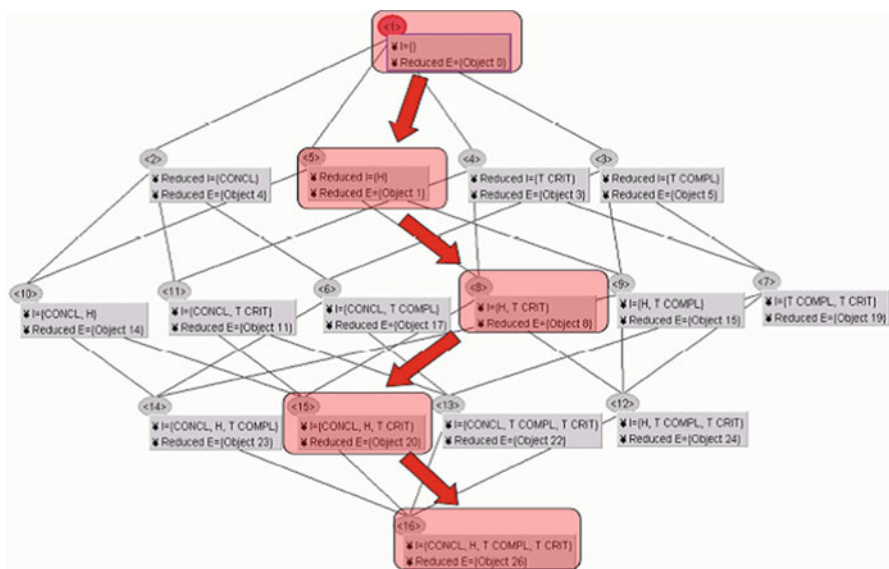 <1>
¥ I={}
¥ Reduced E={Object 0}
<2>
¥ Reduced I={CONCL}
¥ Reduced E={Object 4}
<5>
¥ Reduced I={H}
¥ Reduced E={Object 1}
<4>
¥ Reduced I={T CRIT}
¥ Reduced E={Object 3}
<3>
¥ Reduced I={T COMPL}
¥ Reduced E={Object 5}
<10>
¥ I={CONCL, H}
¥ Reduced E={Object 14}
<11>
¥ I={CONCL, T CRIT}
¥ Reduced E={Object 11}
<6>
¥ I={CONCL, T COMPL}
¥ Reduced E={Object 17}
<8>
¥ I={H, T CRIT}
¥ Reduced E={Object 8}
<9>
¥ I={H, T COMPL}
¥ Reduced E={Object 15}
<7>
¥ I={T COMPL, T CRIT}
¥ Reduced E={Object 19}
<14>
¥ I={CONCL, H, T COMPL}
¥ Reduced E={Object 23}
<15>
¥ I={CONCL, H, T CRIT}
¥ Reduced E={Object 20}
<13>
¥ I={CONCL, T COMPL, T CRIT}
¥ Reduced E={Object 22}
<12>
¥ I={H, T COMPL, T CRIT}
¥ Reduced E={Object 24}
<16>
¥ I={CONCL, H, T COMPL, T CRIT}
¥ Reduced E={Object 26}